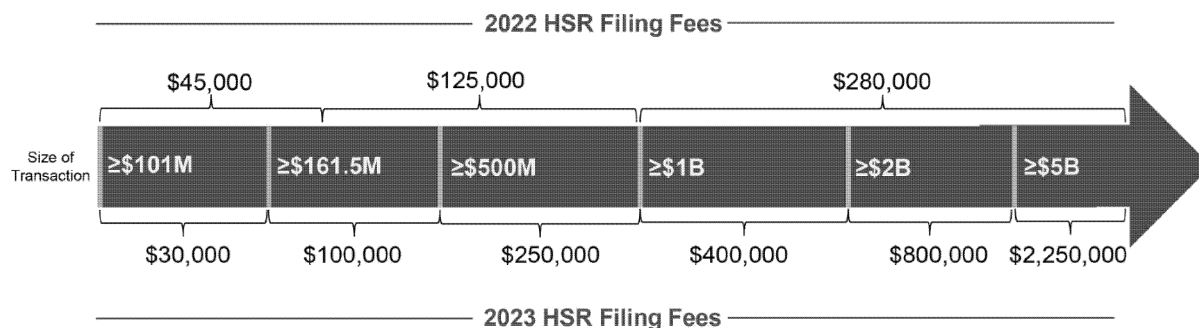 2022 HSR Filing Fees
$45,000 $125,000 $280,000
Size of
Transaction
≥$101M ≥$161.5M ≥$500M ≥$1B ≥$2B ≥$5B
$30,000 $100,000 $250,000 $400,000 $800,000 $2,250,000
2023 HSR Filing Fees